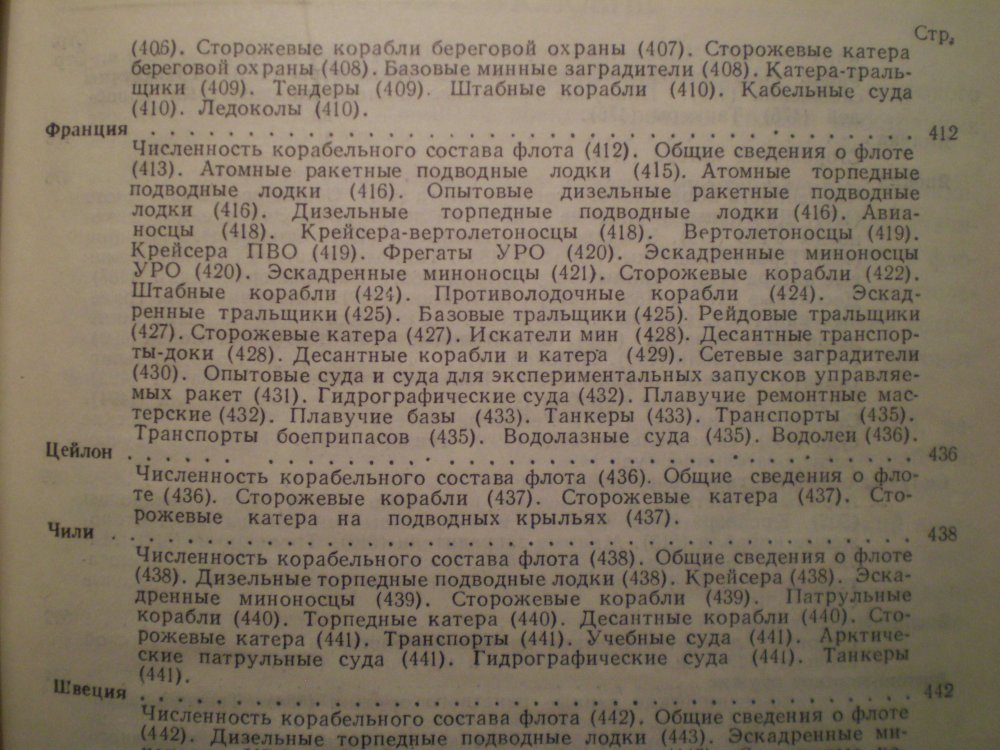 Стр.
(406). Сторожевые корабли береговой охраны (407). Сторожевые катера
береговой охраны (408). Базовые минные заградители (408). Катера-траль-
щики (409). Тендеры (409). Штабные корабли (410). Кабельные суда
(410). Ледоколы (410).
Франция . . . . . . . . . . . . . . . . . . . . . . . . . . . . . . 412
Численность корабельного состава флота (412). Общие сведения о флоте
(413). Атомные ракетные подводные лодки (415). Атомные торпедные
подводные лодки (416). Опытовые дизельные ракетные подводные
лодки (416). Дизельные торпедные подводные лодки (416). Авиа-
носцы (418). Крейсера-вертолетоносцы (418). Вертолетоносцы (419).
Крейсера ПВО (419). Фрегаты УРО (420). Эскадренные миноносцы
УРО (420). Эскадренные миноносцы (421). Сторожевые корабли (422).
Штабные корабли (424). Противолодочные корабли (424). Эскад-
ренные тральщики (425). Базовые тральщики (425). Рейдовые тральщики
(427). Сторожевые катера (427). Искатели мин (428). Десантные транспор-
ты-доки (428). Десантные корабли и катера (429). Сетевые заградители
(430). Опытовые суда и суда для экспериментальных запусков управляе-
мых ракет (431). Гидрографические суда (432). Плавучие ремонтные мас-
терские (432). Плавучие базы (433). Танкеры (433). Транспорты (435).
Транспорты боеприпасов (435). Водолазные суда (435). Водолеи (436).
Цейлон . . . . . . . . . . . . . . . . . . . . . . . . . . . . . . 436
Численность корабельного состава флота (436). Общие сведения о фло-
те (436). Сторожевые корабли (437). Сторожевые катера (437). Сто-
рожевые катера на подводных крыльях (437).
Чили . . . . . . . . . . . . . . . . . . . . . . . . . . . . . . . 438
Численность корабельного состава флота (438). Общие сведения о флоте
(438). Дизельные торпедные подводные лодки (438). Крейсера (438). Эска-
дренные миноносцы (439). Сторожевые корабли (439). Патрульные
корабли (440). Торпедные катера (440). Десантные корабли (440). Сто-
рожевые катера (441). Транспорты (441). Учебные суда (441). Арктиче-
ские патрульные суда (441). Гидрографические суда (441). Танкеры
(441).
Швеция . . . . . . . . . . . . . . . . . . . . . . . . . . . . . . 442
Численность корабельного состава флота (442). Общие сведения о флоте
(442). Дизельные торпедные подводные лодки (443). Эскадренные ми-